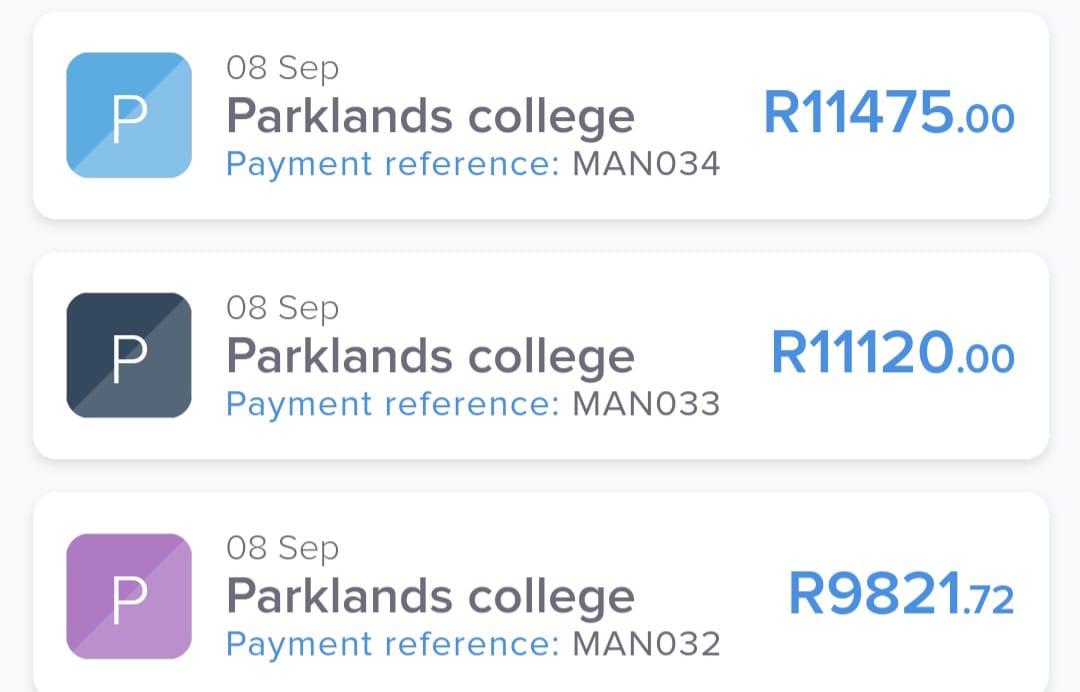 08 Sep
P
Parklands college
R11475.00
Payment reference: MAN034
08 Sep
P
Parklands college
R11120.00
Payment reference: MAN033
08 Sep
P
Parklands college
R9821.72
Payment reference: MAN032